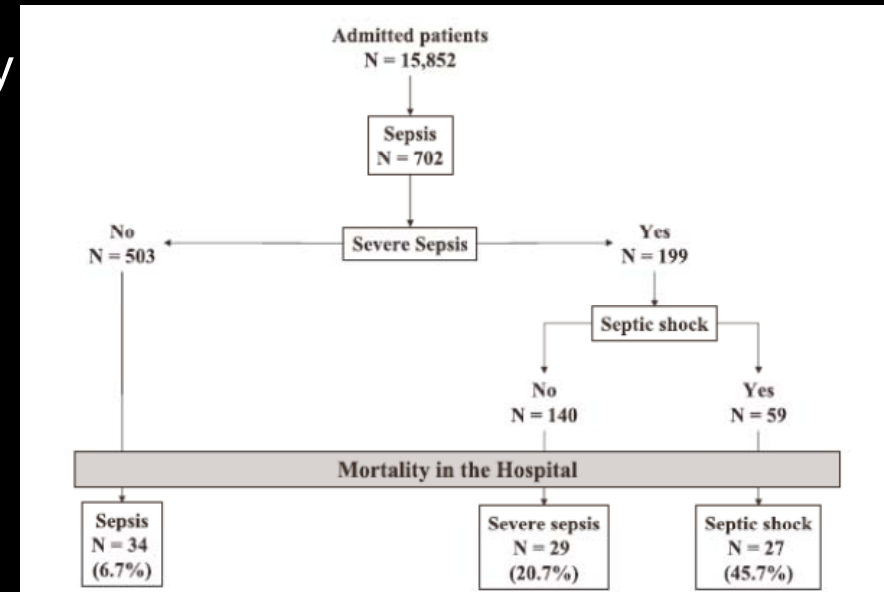 Admitted patients
N = 15,852
Sepsis
N = 702
Severe Sepsis
No
N = 503
Yes
N = 199
Septic shock
No
N = 140
Yes
N = 59
Mortality in the Hospital
Sepsis
N = 34
(6.7%)
Severe sepsis
N = 29
(20.7%)
Septic shock
N = 27
(45.7%)